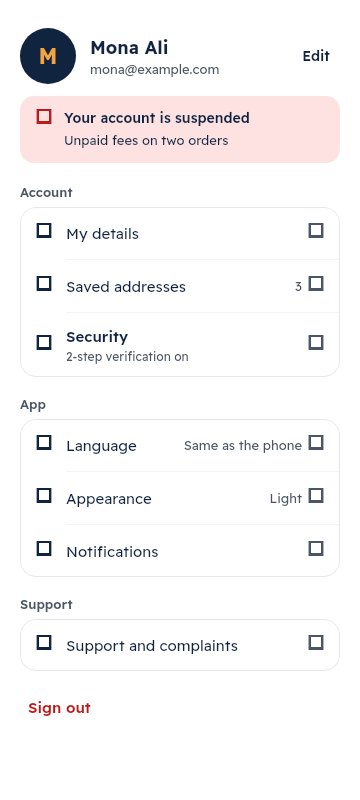 M
Mona Ali
mona@example.com
Edit
Your account is suspended
Unpaid fees on two orders
Account
My details
Saved addresses 3
Security
2-step verification on
App
Language Same as the phone
Appearance Light
Notifications
Support
Support and complaints
Sign out